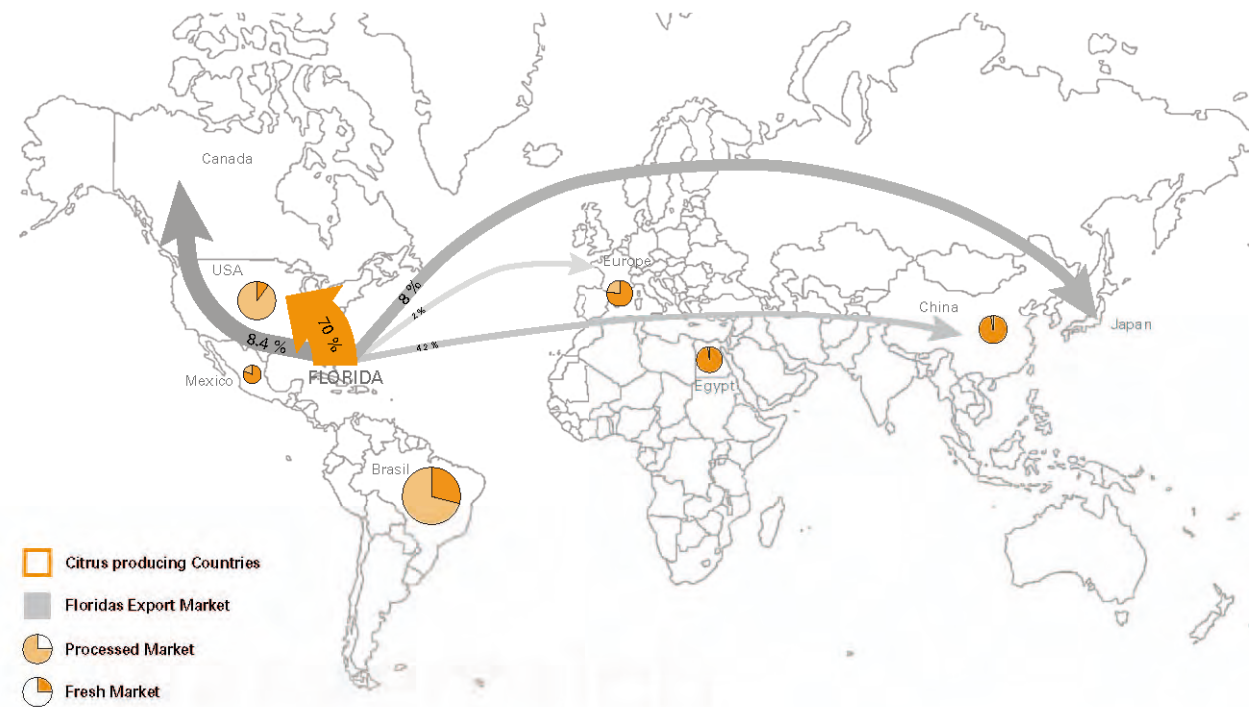 Canada
USA
Europe
8 %
2 %
70 %
8.4 %
4.2 %
China
Japan
Mexico
FLORIDA
Egypt
Brasil
Citrus producing Countries
Floridas Export Market
Processed Market
Fresh Market